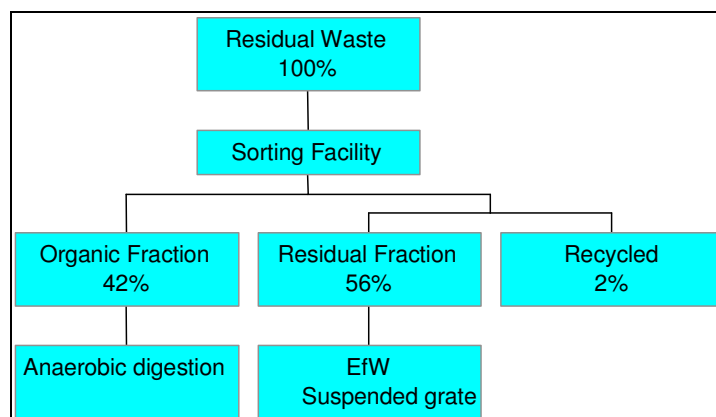 Residual Waste
100%
Sorting Facility
Organic Fraction
42%
Residual Fraction
56%
Recycled
2%
Anaerobic digestion
EfW
Suspended grate